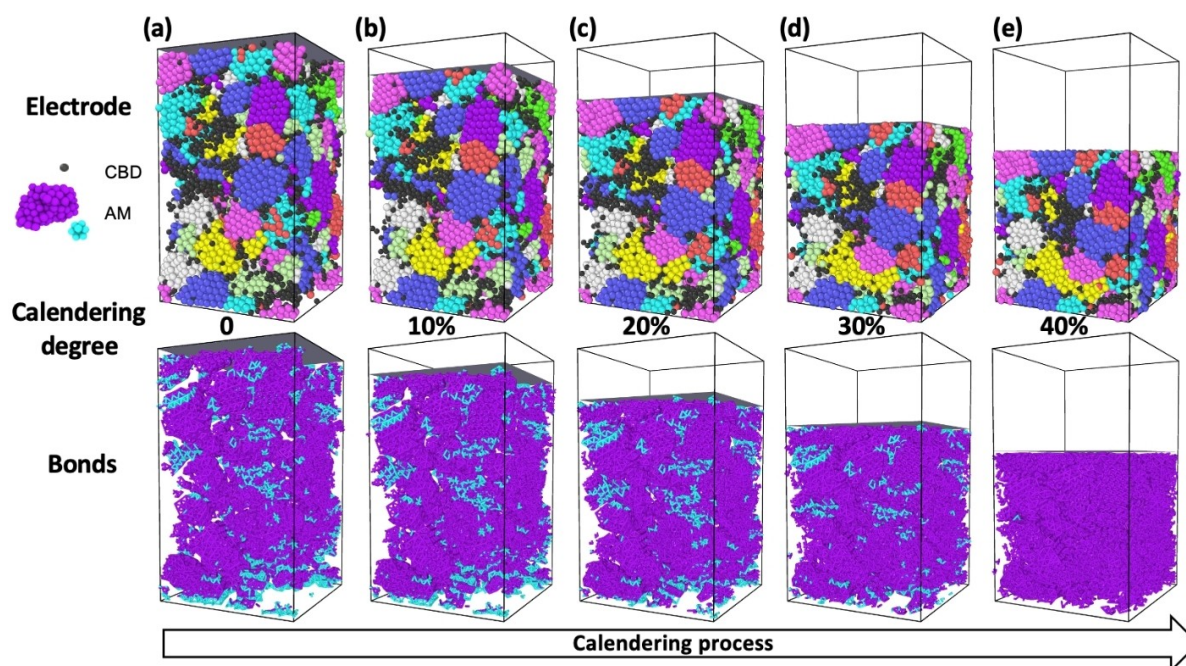 (a)
(b)
(c)
(d)
(e)
Electrode
CBD
AM
Calendering
degree
0
10%
20%
30%
40%
Bonds
Calendering process